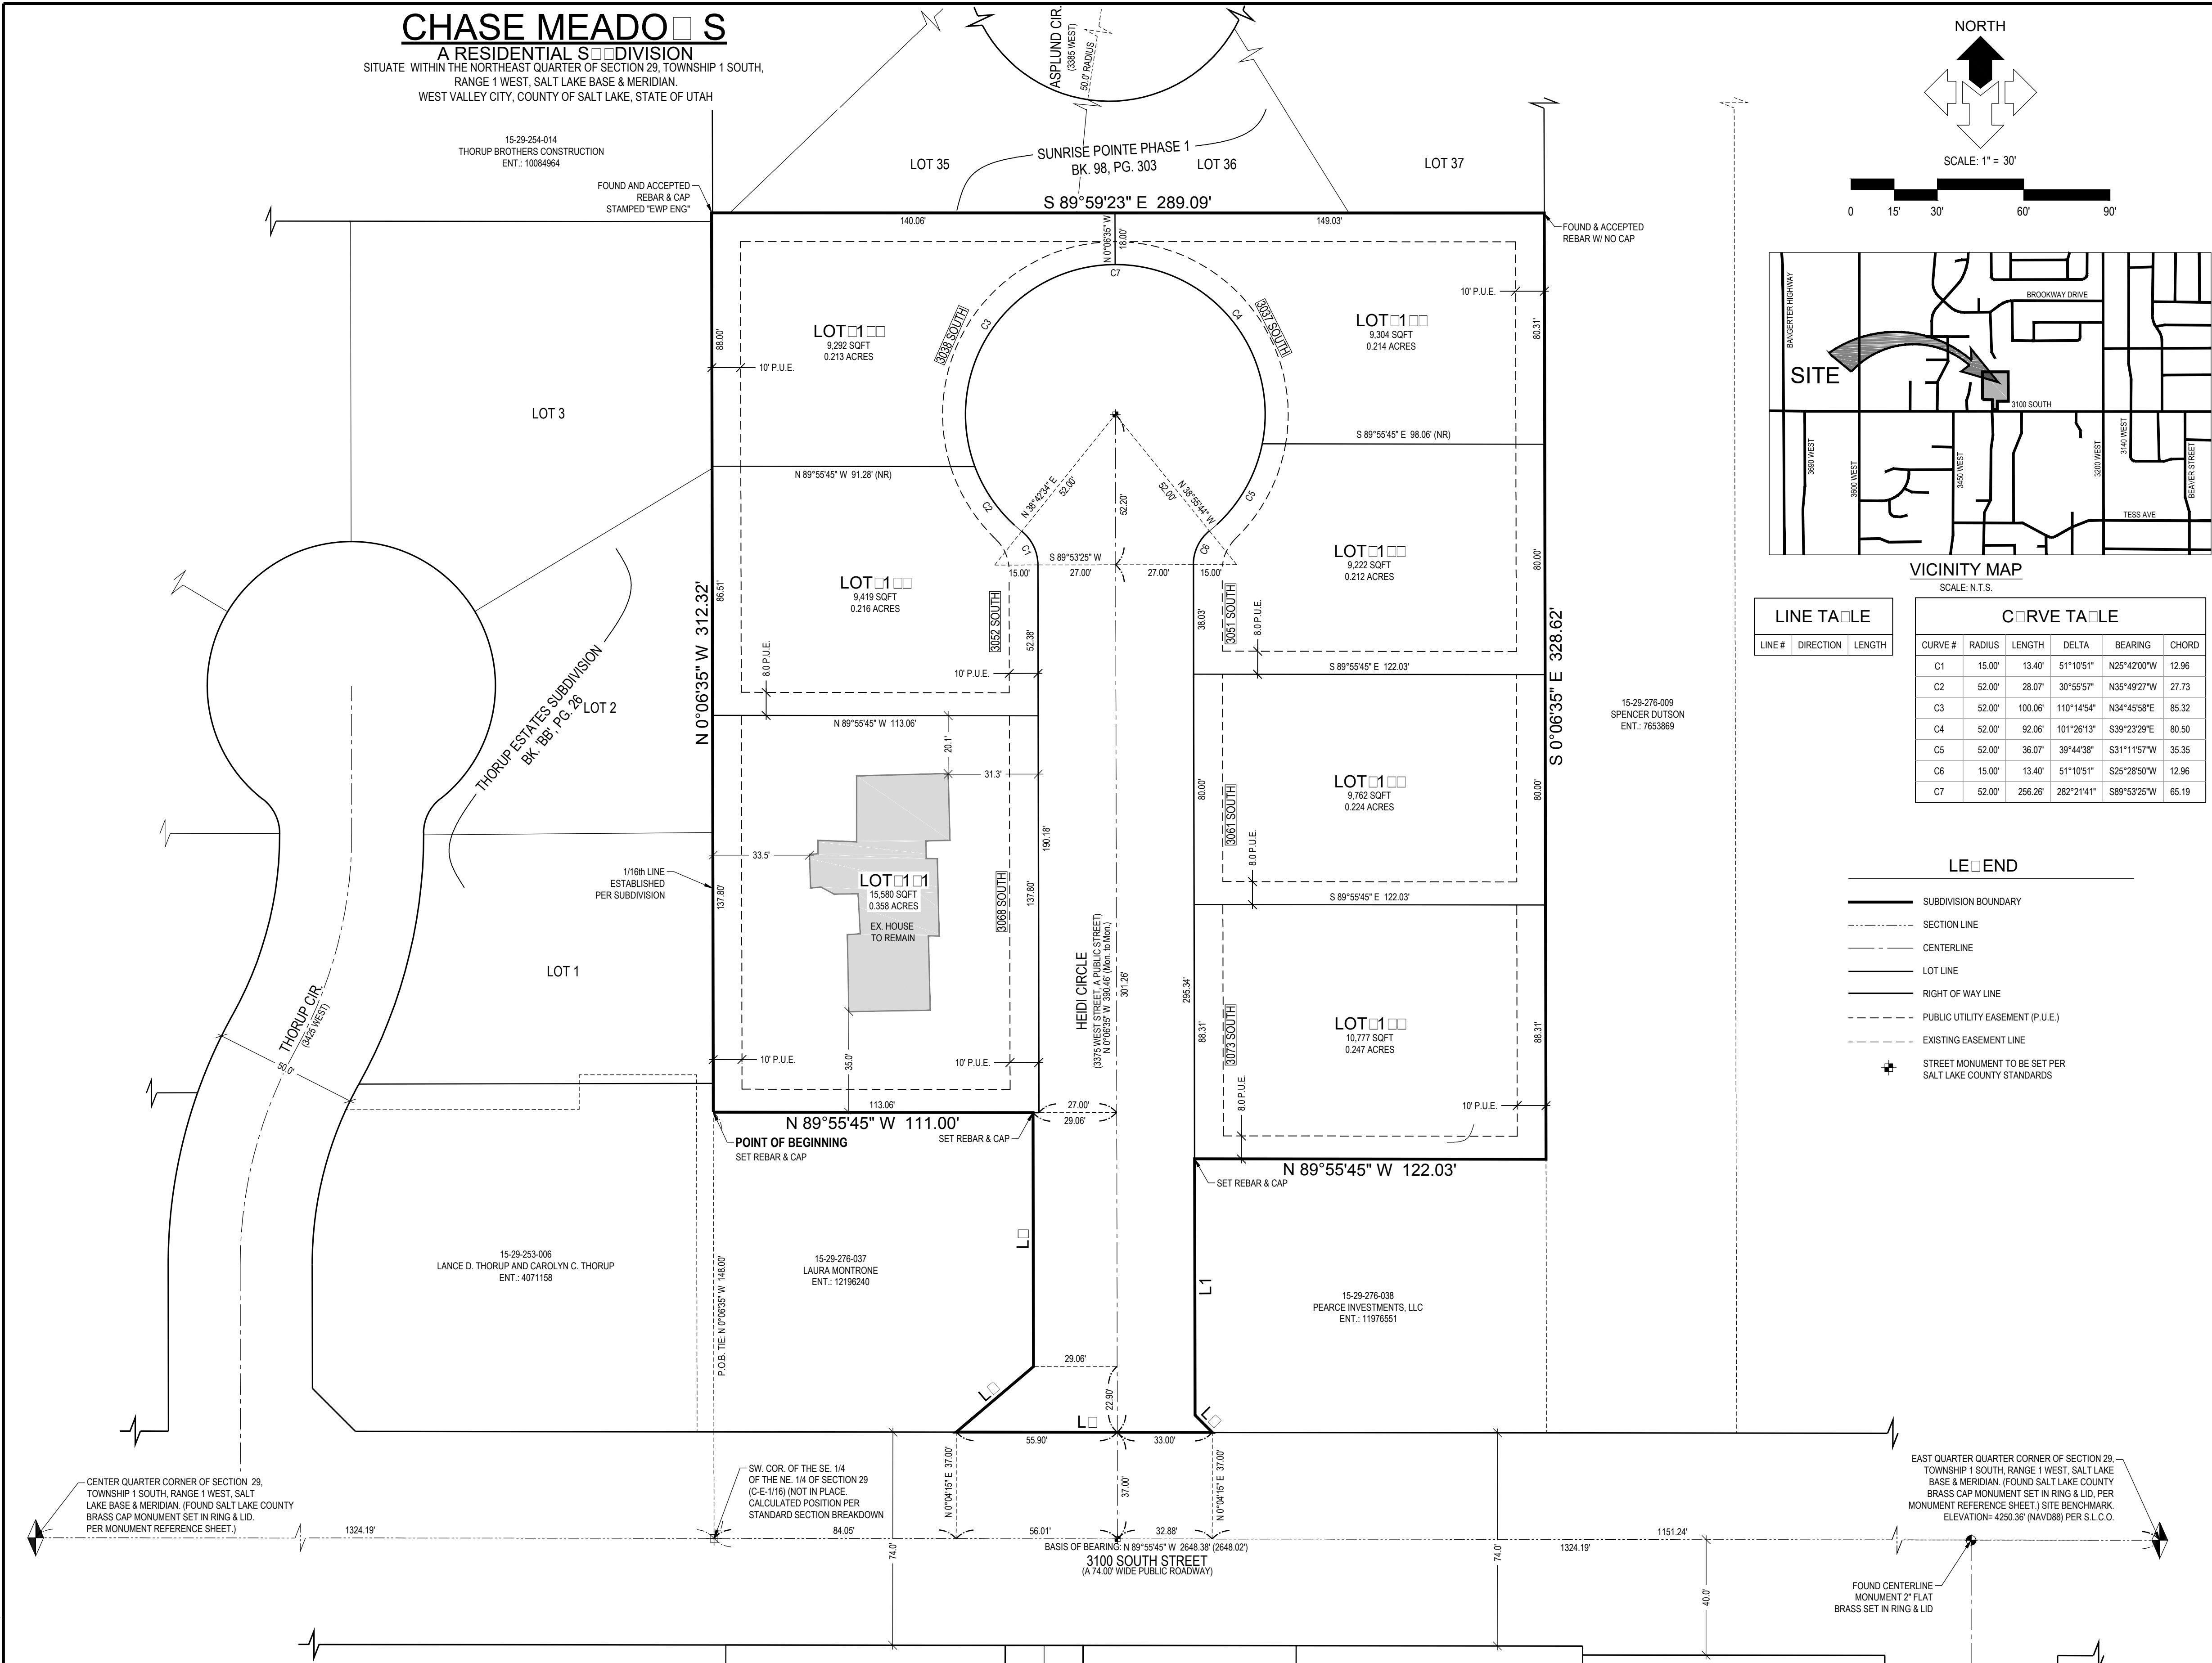 CHASE MEADO□ S
A RESIDENTIAL S□□DIVISION
SITUATE WITHIN THE NORTHEAST QUARTER OF SECTION 29, TOWNSHIP 1 SOUTH,
RANGE 1 WEST, SALT LAKE BASE & MERIDIAN.
WEST VALLEY CITY, COUNTY OF SALT LAKE, STATE OF UTAH
ASPLUND CIR.
(3385 WEST)
50.0' RADIUS
15-29-254-014
THORUP BROTHERS CONSTRUCTION
ENT.: 10084964
FOUND AND ACCEPTED
REBAR & CAP
STAMPED "EWP ENG"
LOT 35
SUNRISE POINTE PHASE 1
BK. 98, PG. 303
LOT 36
LOT 37
S 89°59'23" E 289.09'
140.06'
149.03'
N 0°06'35" W
18.00'
FOUND & ACCEPTED
REBAR W/ NO CAP
NORTH
SCALE: 1" = 30'
0 15' 30' 60' 90'
BANGERTER HIGHWAY
BROOKWAY DRIVE
SITE
3100 SOUTH
3690 WEST
3600 WEST
3450 WEST
3200 WEST
3140 WEST
BEAVER STREET
TESS AVE
VICINITY MAP
SCALE: N.T.S.
LINE TA□LE
LINE # DIRECTION LENGTH
C□RVE TA□LE
CURVE # RADIUS LENGTH DELTA BEARING CHORD
C1 15.00' 13.40' 51°10'51" N25°42'00"W 12.96
C2 52.00' 28.07' 30°55'57" N35°49'27"W 27.73
C3 52.00' 100.06' 110°14'54" N34°45'58"E 85.32
C4 52.00' 92.06' 101°26'13" S39°23'29"E 80.50
C5 52.00' 36.07' 39°44'38" S31°11'57"W 35.35
C6 15.00' 13.40' 51°10'51" S25°28'50"W 12.96
C7 52.00' 256.26' 282°21'41" S89°53'25"W 65.19
LE□END
SUBDIVISION BOUNDARY
SECTION LINE
CENTERLINE
LOT LINE
RIGHT OF WAY LINE
PUBLIC UTILITY EASEMENT (P.U.E.)
EXISTING EASEMENT LINE
STREET MONUMENT TO BE SET PER
SALT LAKE COUNTY STANDARDS
LOT□1□□
9,292 SQFT
0.213 ACRES
88.00'
10' P.U.E.
3038 SOUTH
C3
C7
C4
3037 SOUTH
LOT□1□□
9,304 SQFT
0.214 ACRES
10' P.U.E.
80.31'
LOT 3
N 89°55'45" W 91.28' (NR)
S 89°55'45" E 98.06' (NR)
C2
N 38°42'34" E
52.00'
52.20'
N 38°55'44" W
52.00'
C5
C1
C6
S 89°53'25" W
15.00' 27.00' 27.00' 15.00'
LOT□1□□
9,419 SQFT
0.216 ACRES
86.51'
N 0°06'35" W 312.32'
3052 SOUTH
52.38'
8.0 P.U.E.
10' P.U.E.
N 89°55'45" W 113.06'
LOT□1□□
9,222 SQFT
0.212 ACRES
38.03'
3051 SOUTH
8.0 P.U.E.
80.00'
S 89°55'45" E 122.03'
S 0°06'35" E 328.62'
15-29-276-009
SPENCER DUTSON
ENT.: 7653869
THORUP ESTATES SUBDIVISION
BK. 'BB', PG. 26
LOT 2
20.1'
31.3'
33.5'
190.18'
LOT□1□1
15,580 SQFT
0.358 ACRES
EX. HOUSE
TO REMAIN
3068 SOUTH
137.80'
137.80'
1/16th LINE
ESTABLISHED
PER SUBDIVISION
10' P.U.E.
35.0'
10' P.U.E.
LOT□1□□
9,762 SQFT
0.224 ACRES
80.00'
3061 SOUTH
8.0 P.U.E.
80.00'
S 89°55'45" E 122.03'
LOT 1
THORUP CIR.
(3425 WEST)
50.0'
HEIDI CIRCLE
(3375 WEST STREET, A PUBLIC STREET)
N 0°06'35" W 390.46' (Mon. to Mon.)
301.26'
295.34'
LOT□1□□
10,777 SQFT
0.247 ACRES
88.31'
3073 SOUTH
8.0 P.U.E.
88.31'
10' P.U.E.
113.06'
N 89°55'45" W 111.00'
27.00'
29.06'
POINT OF BEGINNING
SET REBAR & CAP
SET REBAR & CAP
N 89°55'45" W 122.03'
SET REBAR & CAP
L□
L1
15-29-253-006
LANCE D. THORUP AND CAROLYN C. THORUP
ENT.: 4071158
P.O.B. TIE: N 0°06'35" W 148.00'
15-29-276-037
LAURA MONTRONE
ENT.: 12196240
15-29-276-038
PEARCE INVESTMENTS, LLC
ENT.: 11976551
29.06'
22.90'
L□
L□
L□
55.90'
33.00'
N 0°04'15" E 37.00'
37.00'
N 0°04'15" E 37.00'
CENTER QUARTER CORNER OF SECTION 29,
TOWNSHIP 1 SOUTH, RANGE 1 WEST, SALT
LAKE BASE & MERIDIAN. (FOUND SALT LAKE COUNTY
BRASS CAP MONUMENT SET IN RING & LID.
PER MONUMENT REFERENCE SHEET.)
SW. COR. OF THE SE. 1/4
OF THE NE. 1/4 OF SECTION 29
(C-E-1/16) (NOT IN PLACE.
CALCULATED POSITION PER
STANDARD SECTION BREAKDOWN
EAST QUARTER QUARTER CORNER OF SECTION 29,
TOWNSHIP 1 SOUTH, RANGE 1 WEST, SALT LAKE
BASE & MERIDIAN. (FOUND SALT LAKE COUNTY
BRASS CAP MONUMENT SET IN RING & LID, PER
MONUMENT REFERENCE SHEET.) SITE BENCHMARK.
ELEVATION= 4250.36' (NAVD88) PER S.L.C.O.
1324.19'
84.05'
56.01'
32.88'
1151.24'
1324.19'
BASIS OF BEARING: N 89°55'45" W 2648.38' (2648.02')
3100 SOUTH STREET
(A 74.00' WIDE PUBLIC ROADWAY)
74.0'
74.0'
40.0'
FOUND CENTERLINE
MONUMENT 2" FLAT
BRASS SET IN RING & LID